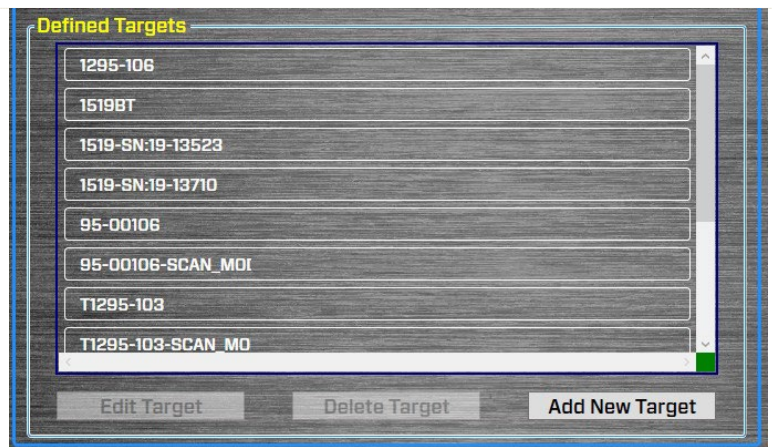 Defined Targets
1295-106
1519BT
1519-SN:19-13523
1519-SN:19-13710
95-00106
95-00106-SCAN_MOD
T1295-103
T1295-103-SCAN_MO
Edit Target
Delete Target
Add New Target